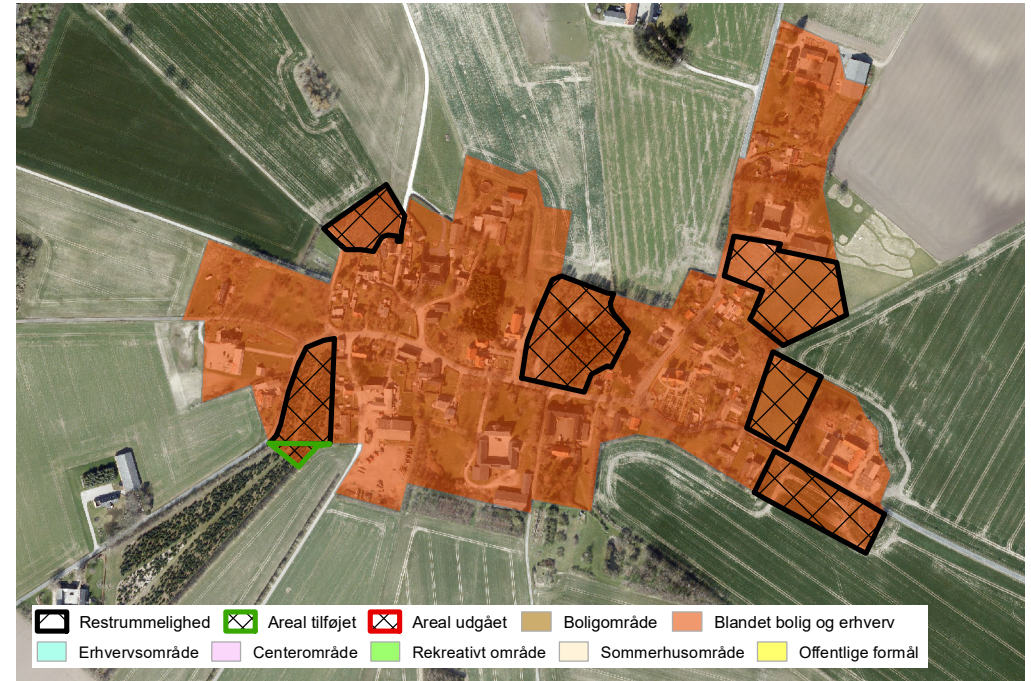 Restrummelighed Areal tilføjet Areal udgået Boligområde Blandet bolig og erhverv
Erhvervsområde Centerområde Rekreativt område Sommerhusområde Offentlige formål